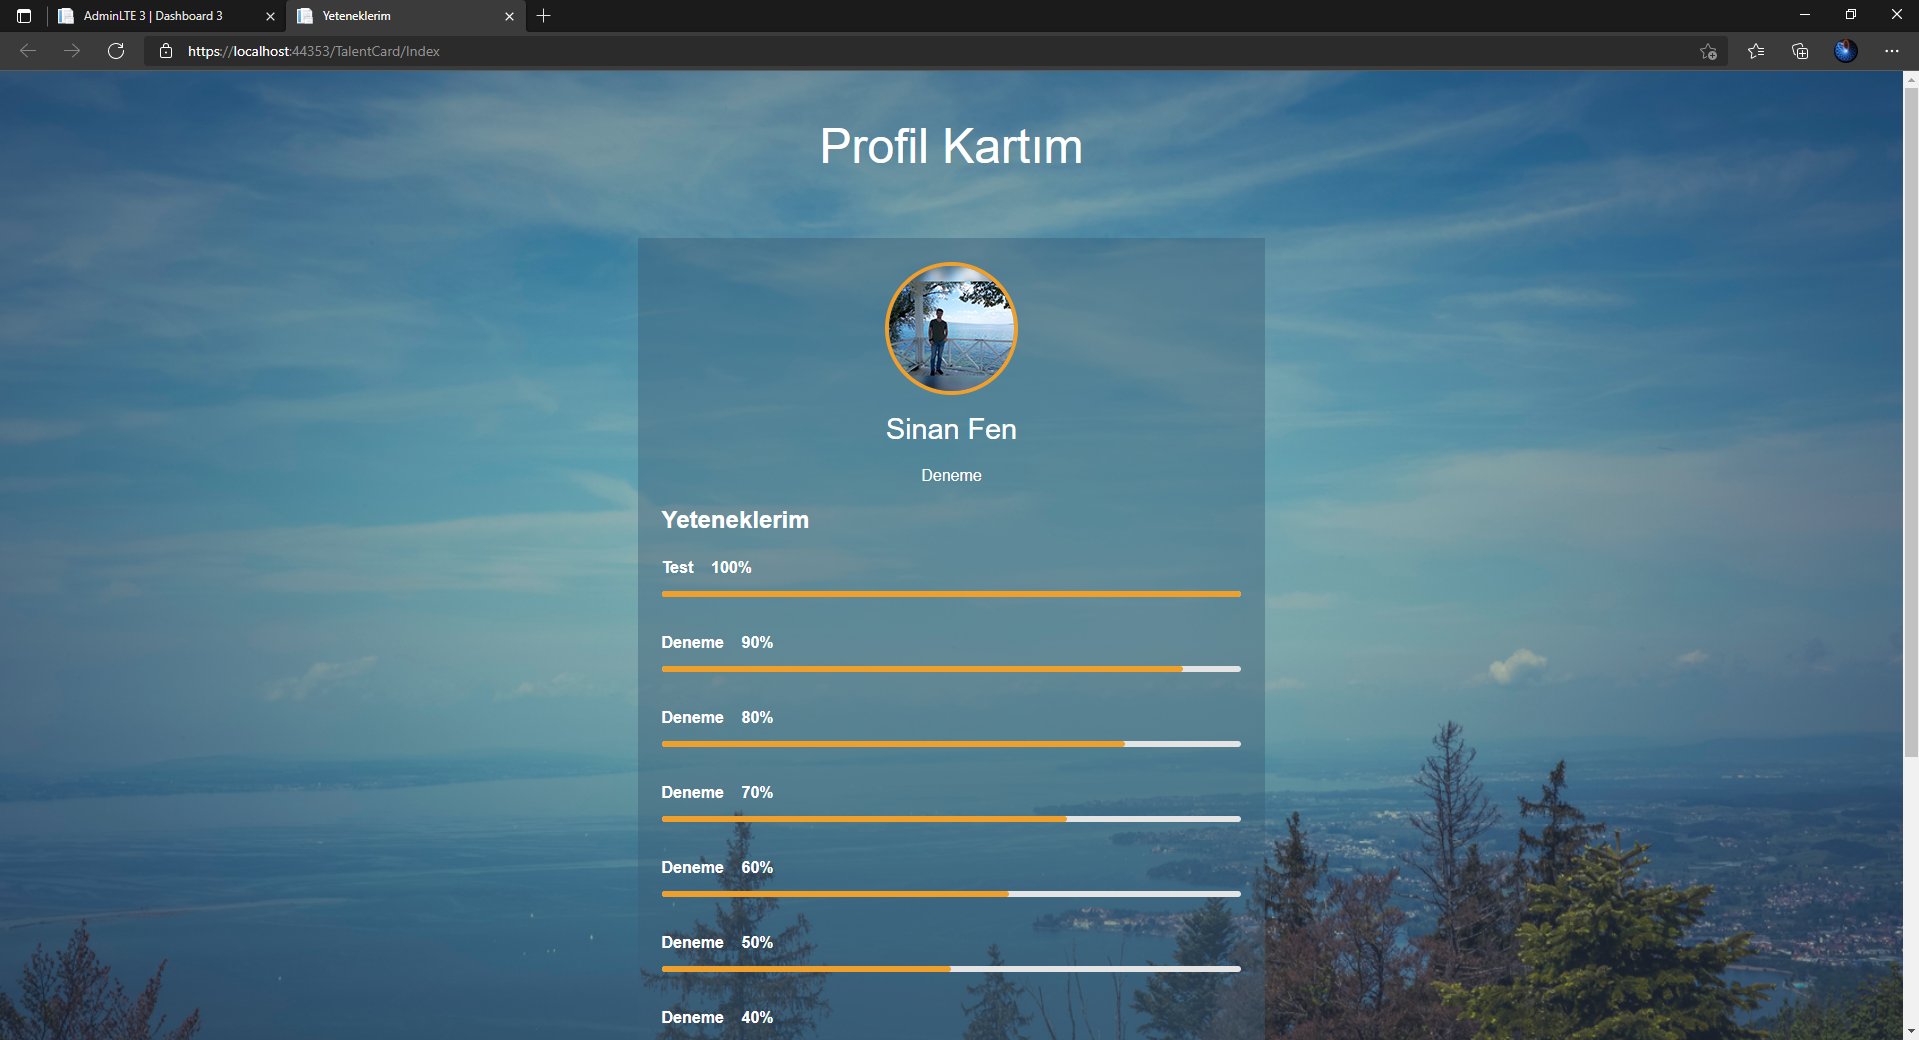 AdminLTE 3 | Dashboard 3
Yeteneklerim
https://localhost:44353/TalentCard/Index
Profil Kartım
Sinan Fen
Deneme
Yeteneklerim
Test 100%
Deneme 90%
Deneme 80%
Deneme 70%
Deneme 60%
Deneme 50%
Deneme 40%